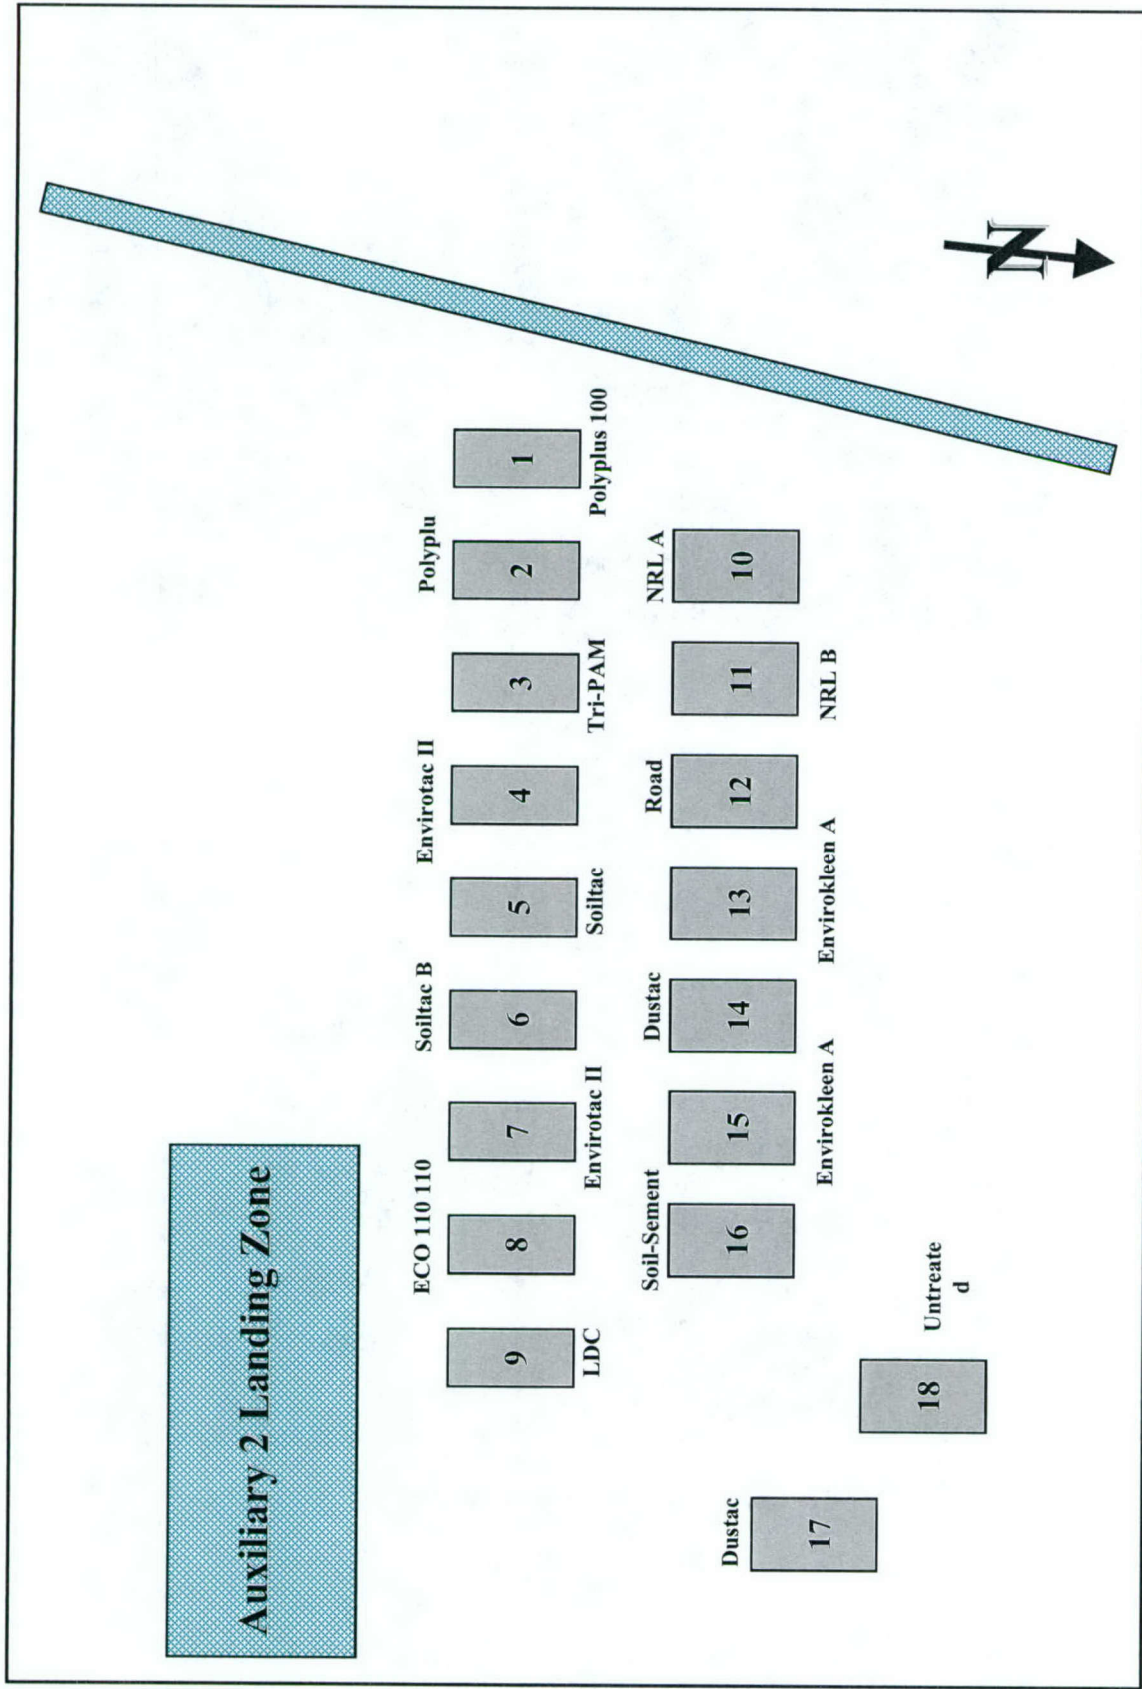 Auxiliary 2 Landing Zone
ECO 110 110
Soiltac B
Envirotac II
Polyplu
9
8
7
6
5
4
3
2
1
LDC
Envirotac II
Soiltac
Tri-PAM
Polyplus 100
Soil-Sement
Dustac
Road
NRL A
16
15
14
13
12
11
10
Envirokleen A
Envirokleen A
NRL B
Dustac
17
18
Untreate
d
N